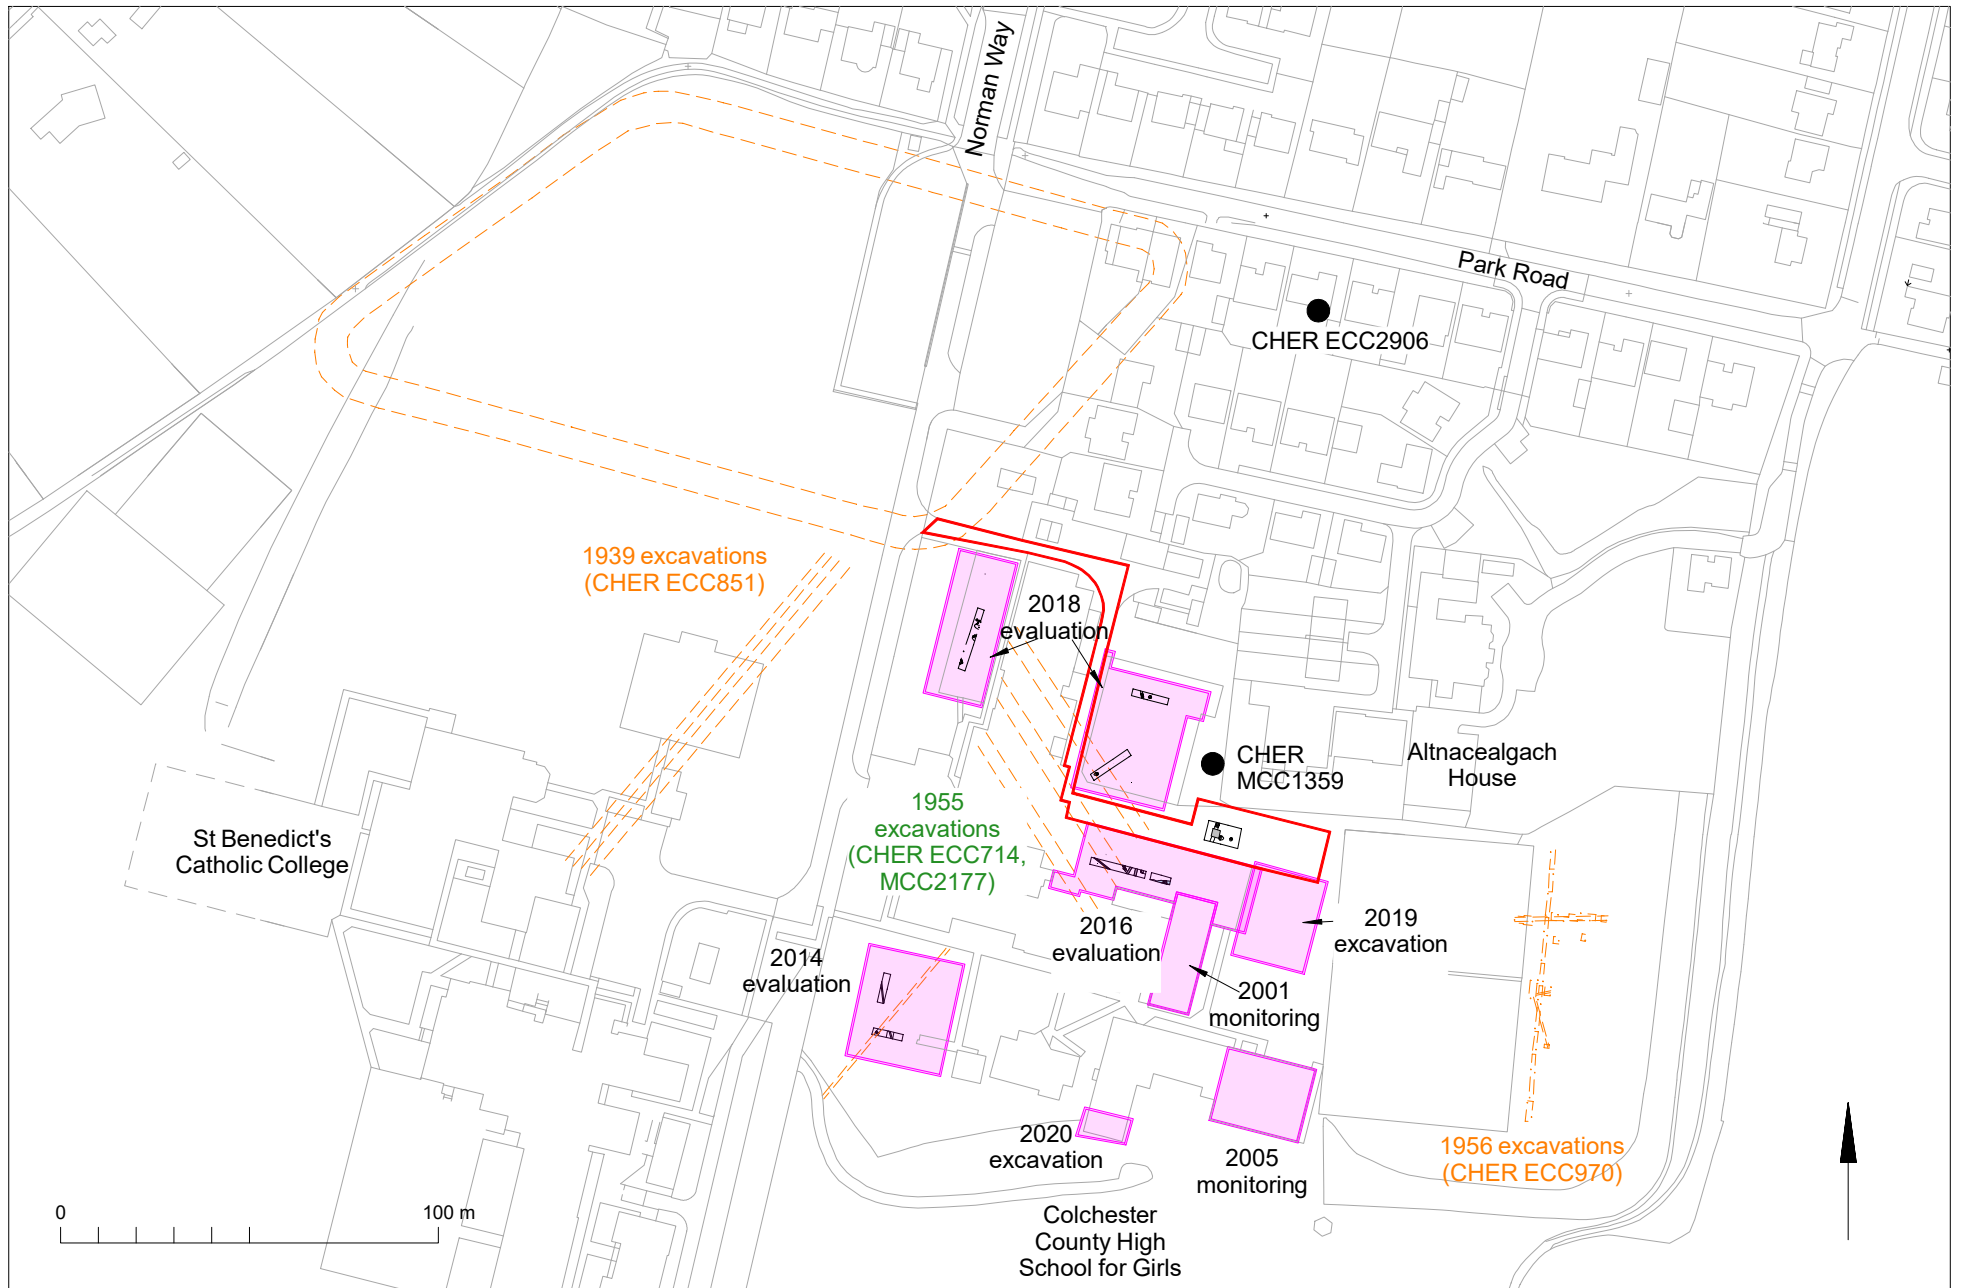 Norman Way
Park Road
CHER ECC2906
1939 excavations
(CHER ECC851)
2018
evaluation
CHER
MCC1359
Altnacealgach
House
1955
excavations
(CHER ECC714,
MCC2177)
St Benedict's
Catholic College
2016
evaluation
2019
excavation
2014
evaluation
2001
monitoring
2020
excavation
2005
monitoring
1956 excavations
(CHER ECC970)
0
100 m
Colchester
County High
School for Girls